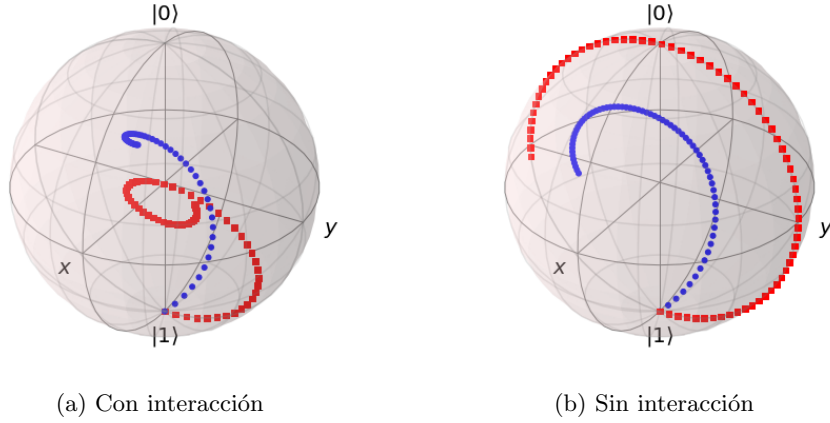 |0⟩
|0⟩
y
y
x
x
|1⟩
|1⟩
(a) Con interacción
(b) Sin interacción